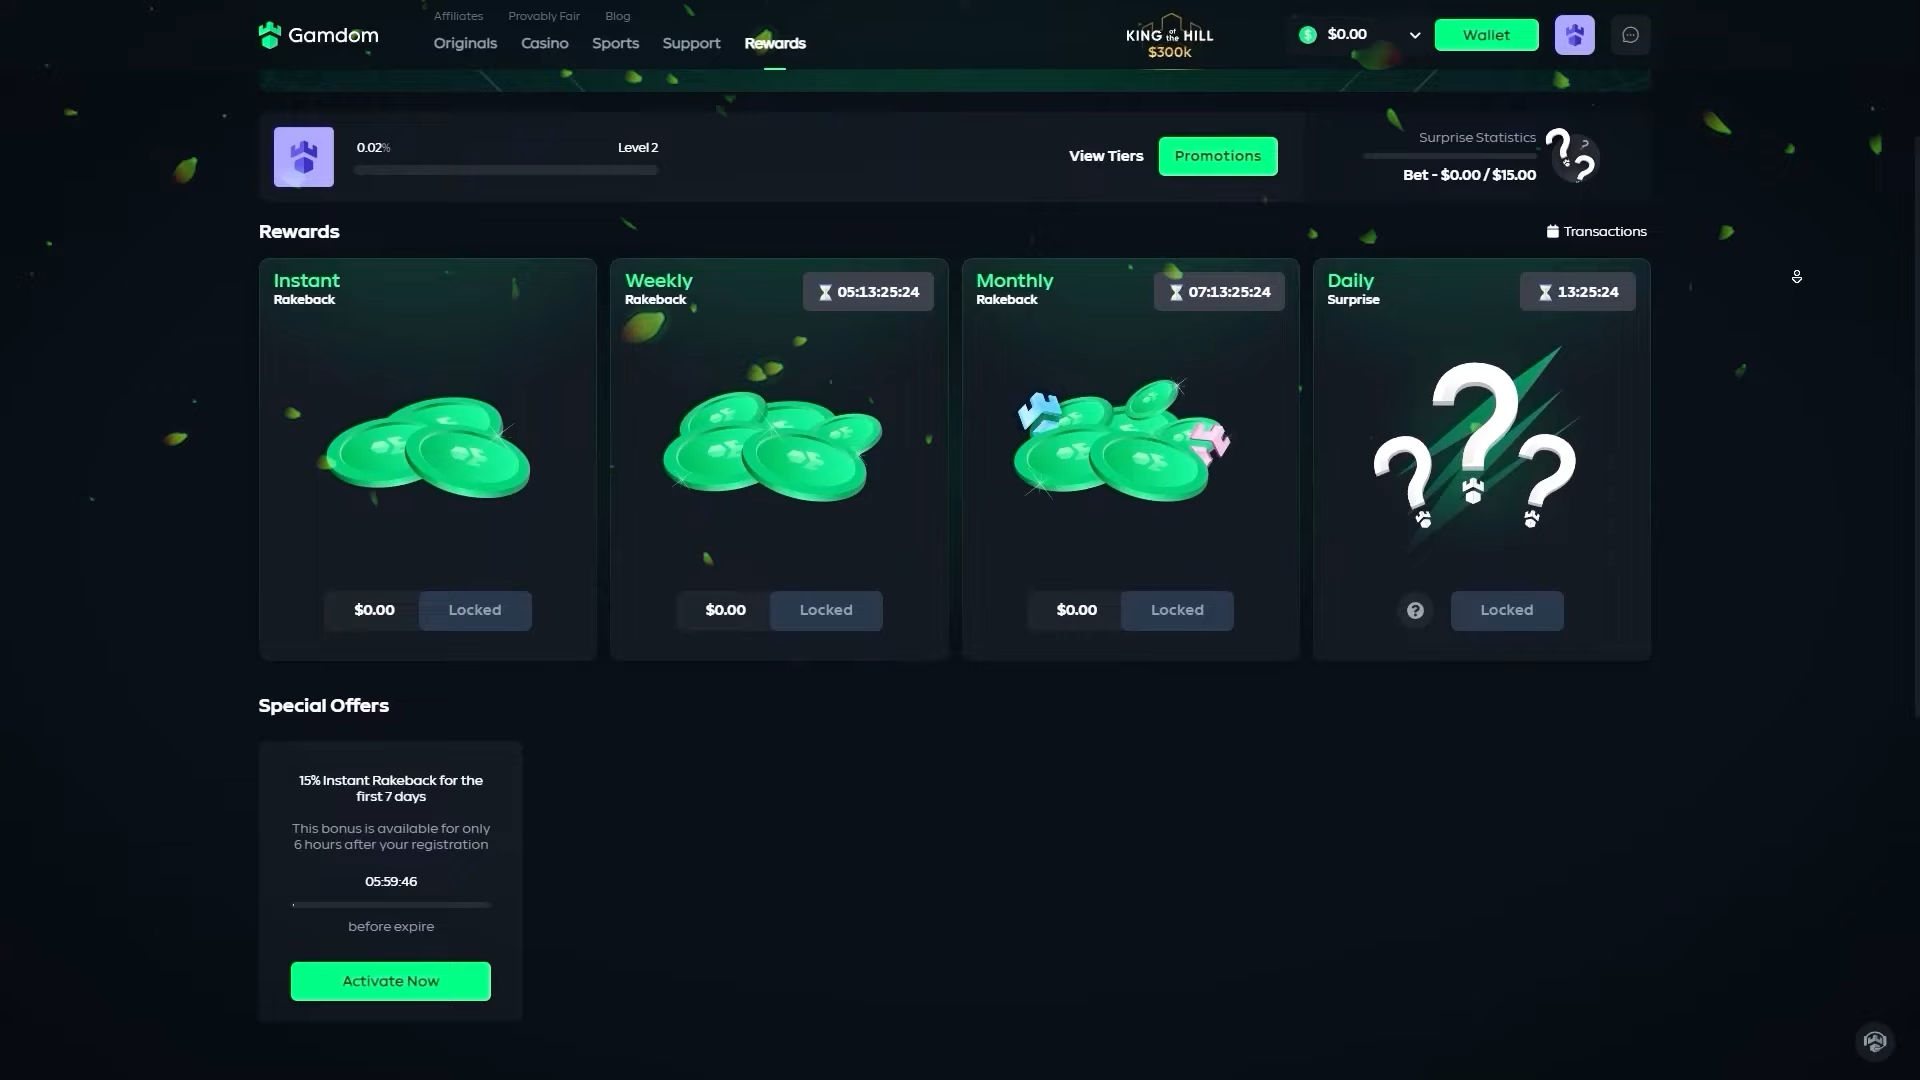 Affiliates Provably Fair Blog
Gamdom
Originals Casino Sports Support Rewards
KING of the HILL
$300k
$0.00
Wallet
0.02%
Level 2
View Tiers
Promotions
Surprise Statistics
Bet - $0.00 / $15.00
Rewards
Transactions
Instant
Rakeback
$0.00
Locked
Weekly
Rakeback
05:13:25:24
$0.00
Locked
Monthly
Rakeback
07:13:25:24
$0.00
Locked
Daily
Surprise
13:25:24
Locked
Special Offers
15% Instant Rakeback for the
first 7 days
This bonus is available for only
6 hours after your registration
05:59:46
before expire
Activate Now